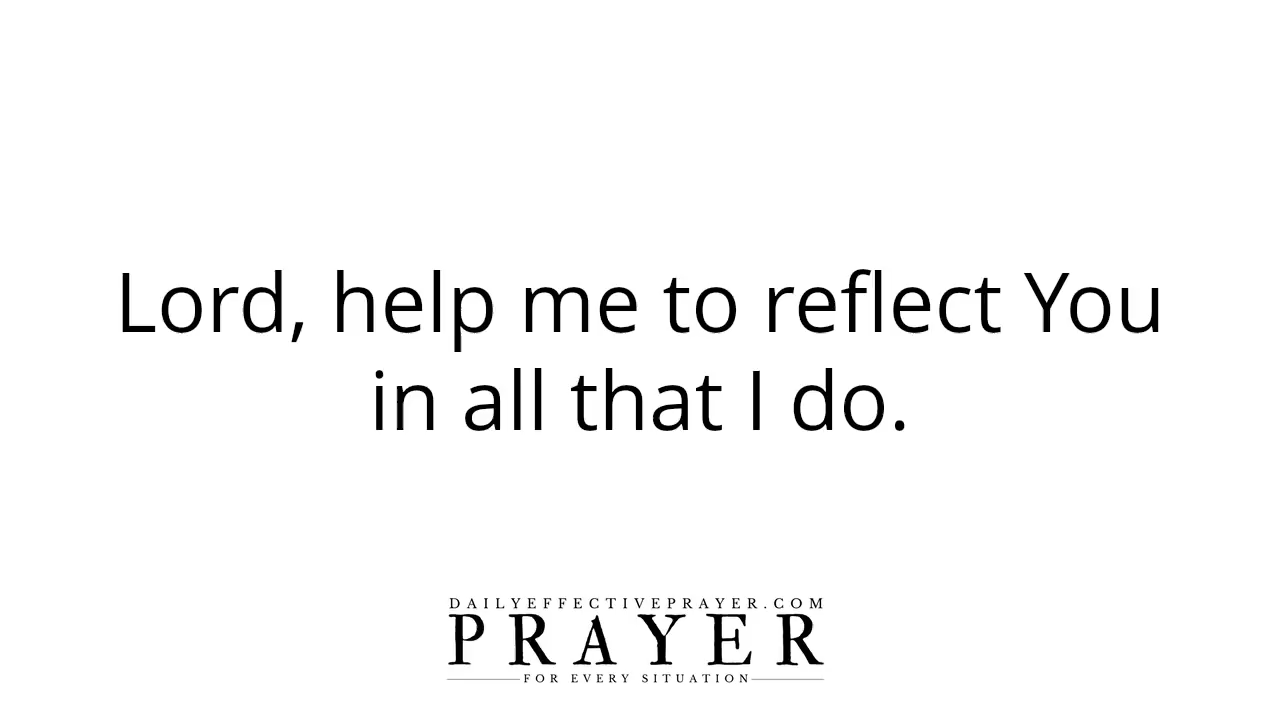 Lord, help me to reflect You
in all that I do.
DAILYEFFECTIVEPRAYER.COM
PRAYER
FOR EVERY SITUATION